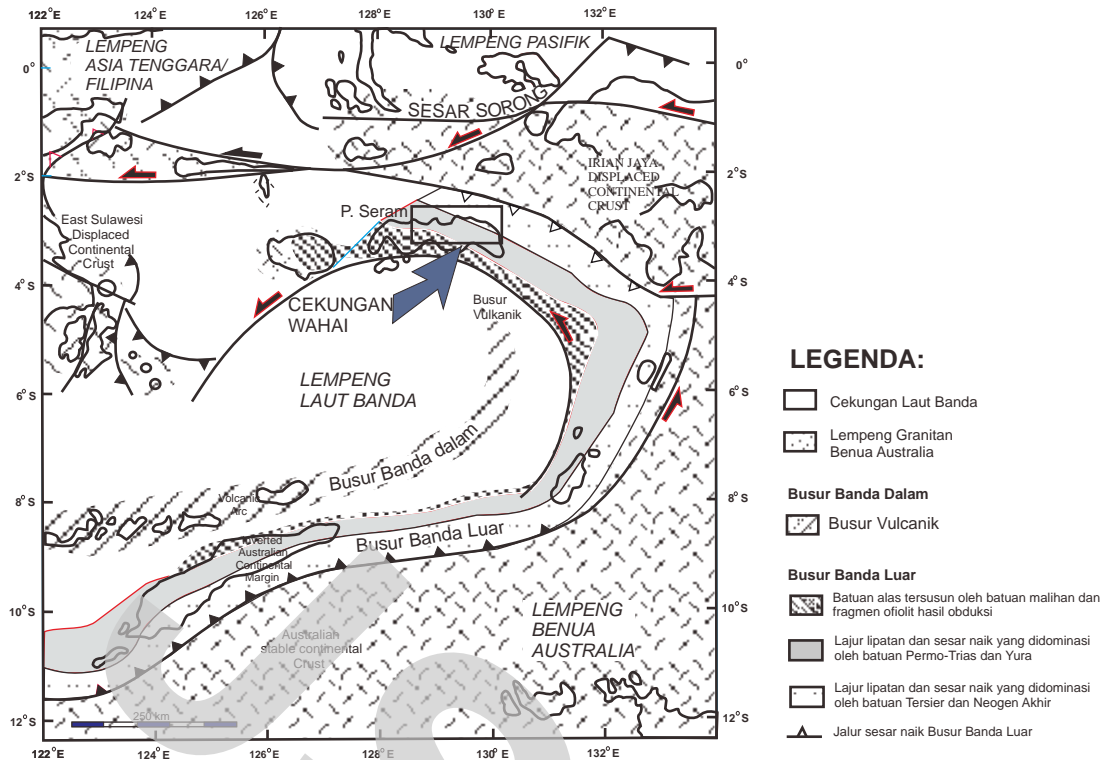 122° E
124° E
126° E
128° E
130° E
132° E
0°
2° S
4° S
6° S
8° S
10° S
12° S
0°
2° S
4° S
6° S
8° S
10° S
12° S
LEMPENG
ASIA TENGGARA/
FILIPINA
LEMPENG PASIFIK
SESAR SORONG
IRIAN JAYA
DISPLACED
CONTINENTAL
CRUST
P. Seram
East Sulawesi
Displaced
Continental
Crust
CEKUNGAN
WAHAI
Busur
Vulkanik
LEMPENG
LAUT BANDA
Busur Banda dalam
Volcanic
Arc
Busur Banda Luar
Inverted
Australian
Continental
Margin
LEMPENG
BENUA
AUSTRALIA
Australian
stable continental
Crust
250 km
122° E
124° E
126° E
128° E
130° E
132° E
LEGENDA:
Cekungan Laut Banda
Lempeng Granitan
Benua Australia
Busur Banda Dalam
Busur Vulcanik
Busur Banda Luar
Batuan alas tersusun oleh batuan malihan dan
fragmen ofiolit hasil obduksi
Lajur lipatan dan sesar naik yang didominasi
oleh batuan Permo-Trias dan Yura
Lajur lipatan dan sesar naik yang didominasi
oleh batuan Tersier dan Neogen Akhir
Jalur sesar naik Busur Banda Luar